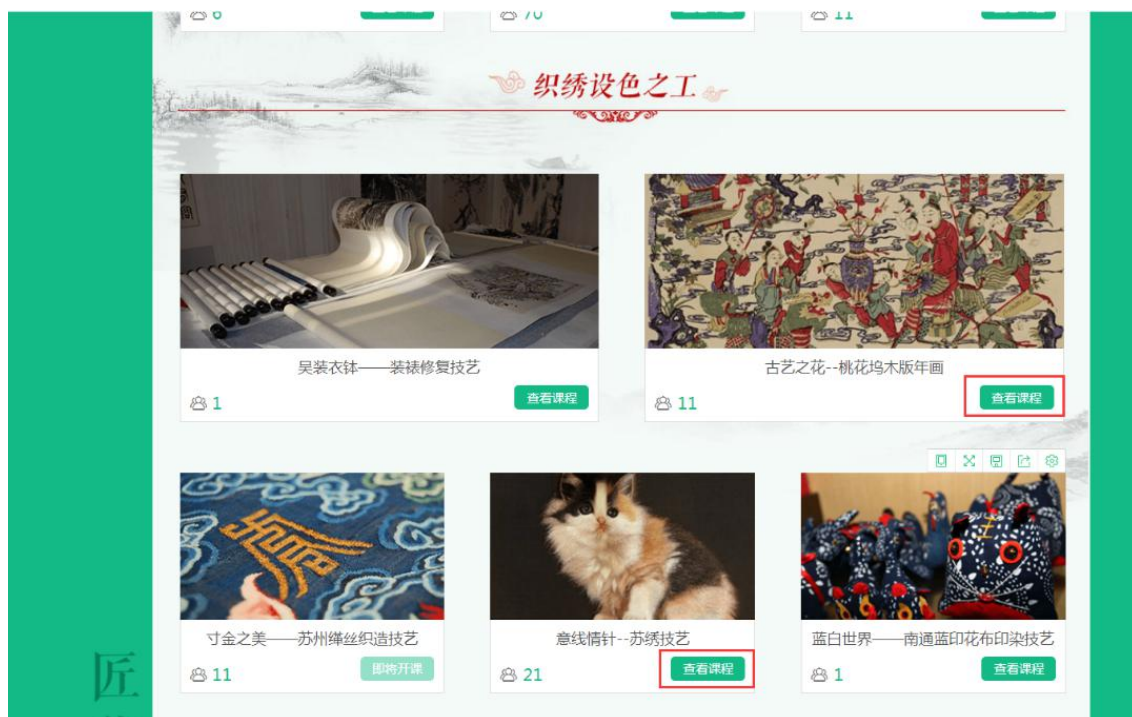 6
70
11
织绣设色之工
吴装衣钵——装裱修复技艺
1
查看课程
古艺之花--桃花坞木版年画
11
查看课程
寸金之美——苏州缂丝织造技艺
11
即将开课
意线情针--苏绣技艺
21
查看课程
蓝白世界——南通蓝印花布印染技艺
1
查看课程
匠